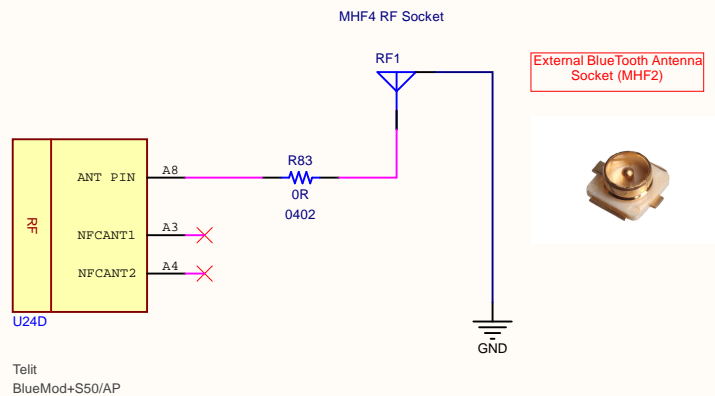 MHF4 RF Socket
RF1
External BlueTooth Antenna
Socket (MHF2)
R83
A8
ANT PIN
0R
0402
RF
A3
NFCANT1
A4
NFCANT2
U24D
GND
Telit
BlueMod+S50/AP